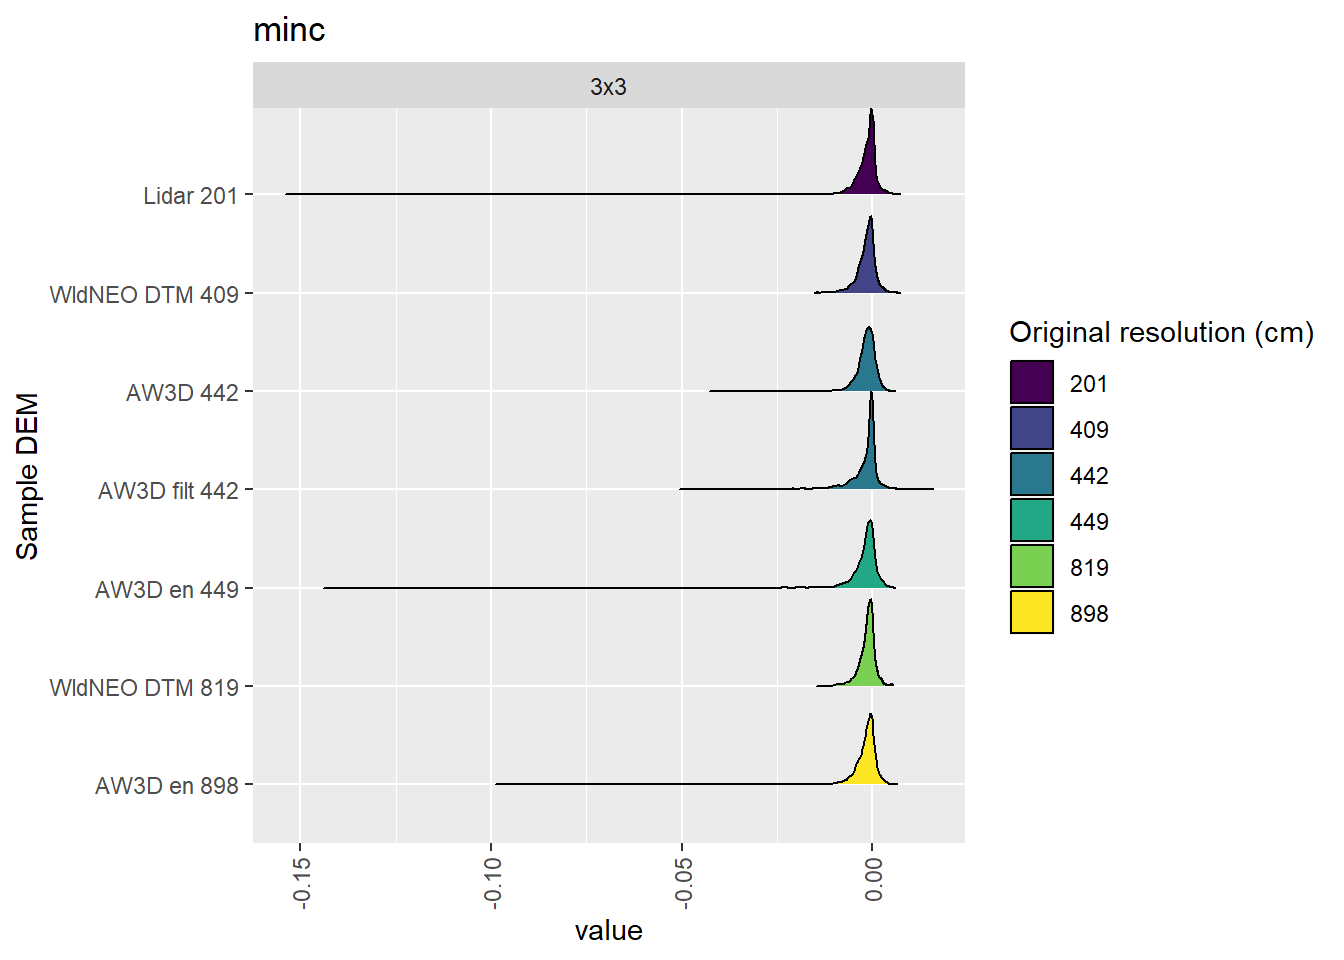 minc
3x3
Sample DEM
Lidar 201
WldNEO DTM 409
AW3D 442
AW3D filt 442
AW3D en 449
WldNEO DTM 819
AW3D en 898
-0.15
-0.10
-0.05
0.00
value
Original resolution (cm)
201
409
442
449
819
898